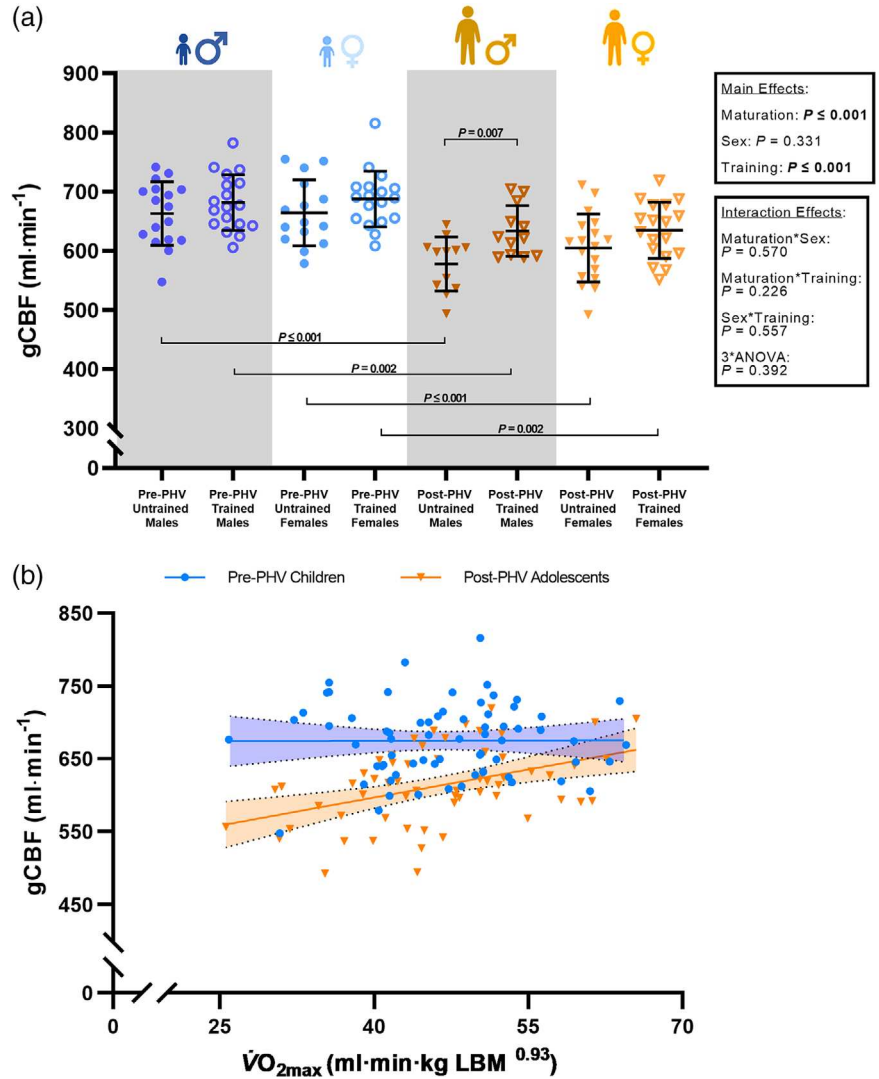 (a)
900
800
700
600
500
400
300
0
gCBF (ml·min⁻¹)
P = 0.007
P ≤ 0.001
P = 0.002
P ≤ 0.001
P = 0.002
Pre-PHV
Untrained
Males
Pre-PHV
Trained
Males
Pre-PHV
Untrained
Females
Pre-PHV
Trained
Females
Post-PHV
Untrained
Males
Post-PHV
Trained
Males
Post-PHV
Untrained
Females
Post-PHV
Trained
Females
Main Effects:
Maturation: P ≤ 0.001
Sex: P = 0.331
Training: P ≤ 0.001
Interaction Effects:
Maturation*Sex:
P = 0.570
Maturation*Training:
P = 0.226
Sex*Training:
P = 0.557
3*ANOVA:
P = 0.392
(b)
Pre-PHV Children
Post-PHV Adolescents
850
750
650
550
450
0
gCBF (ml·min⁻¹)
0
25
40
55
70
V̇O₂max (ml·min·kg LBM ⁰·⁹³)